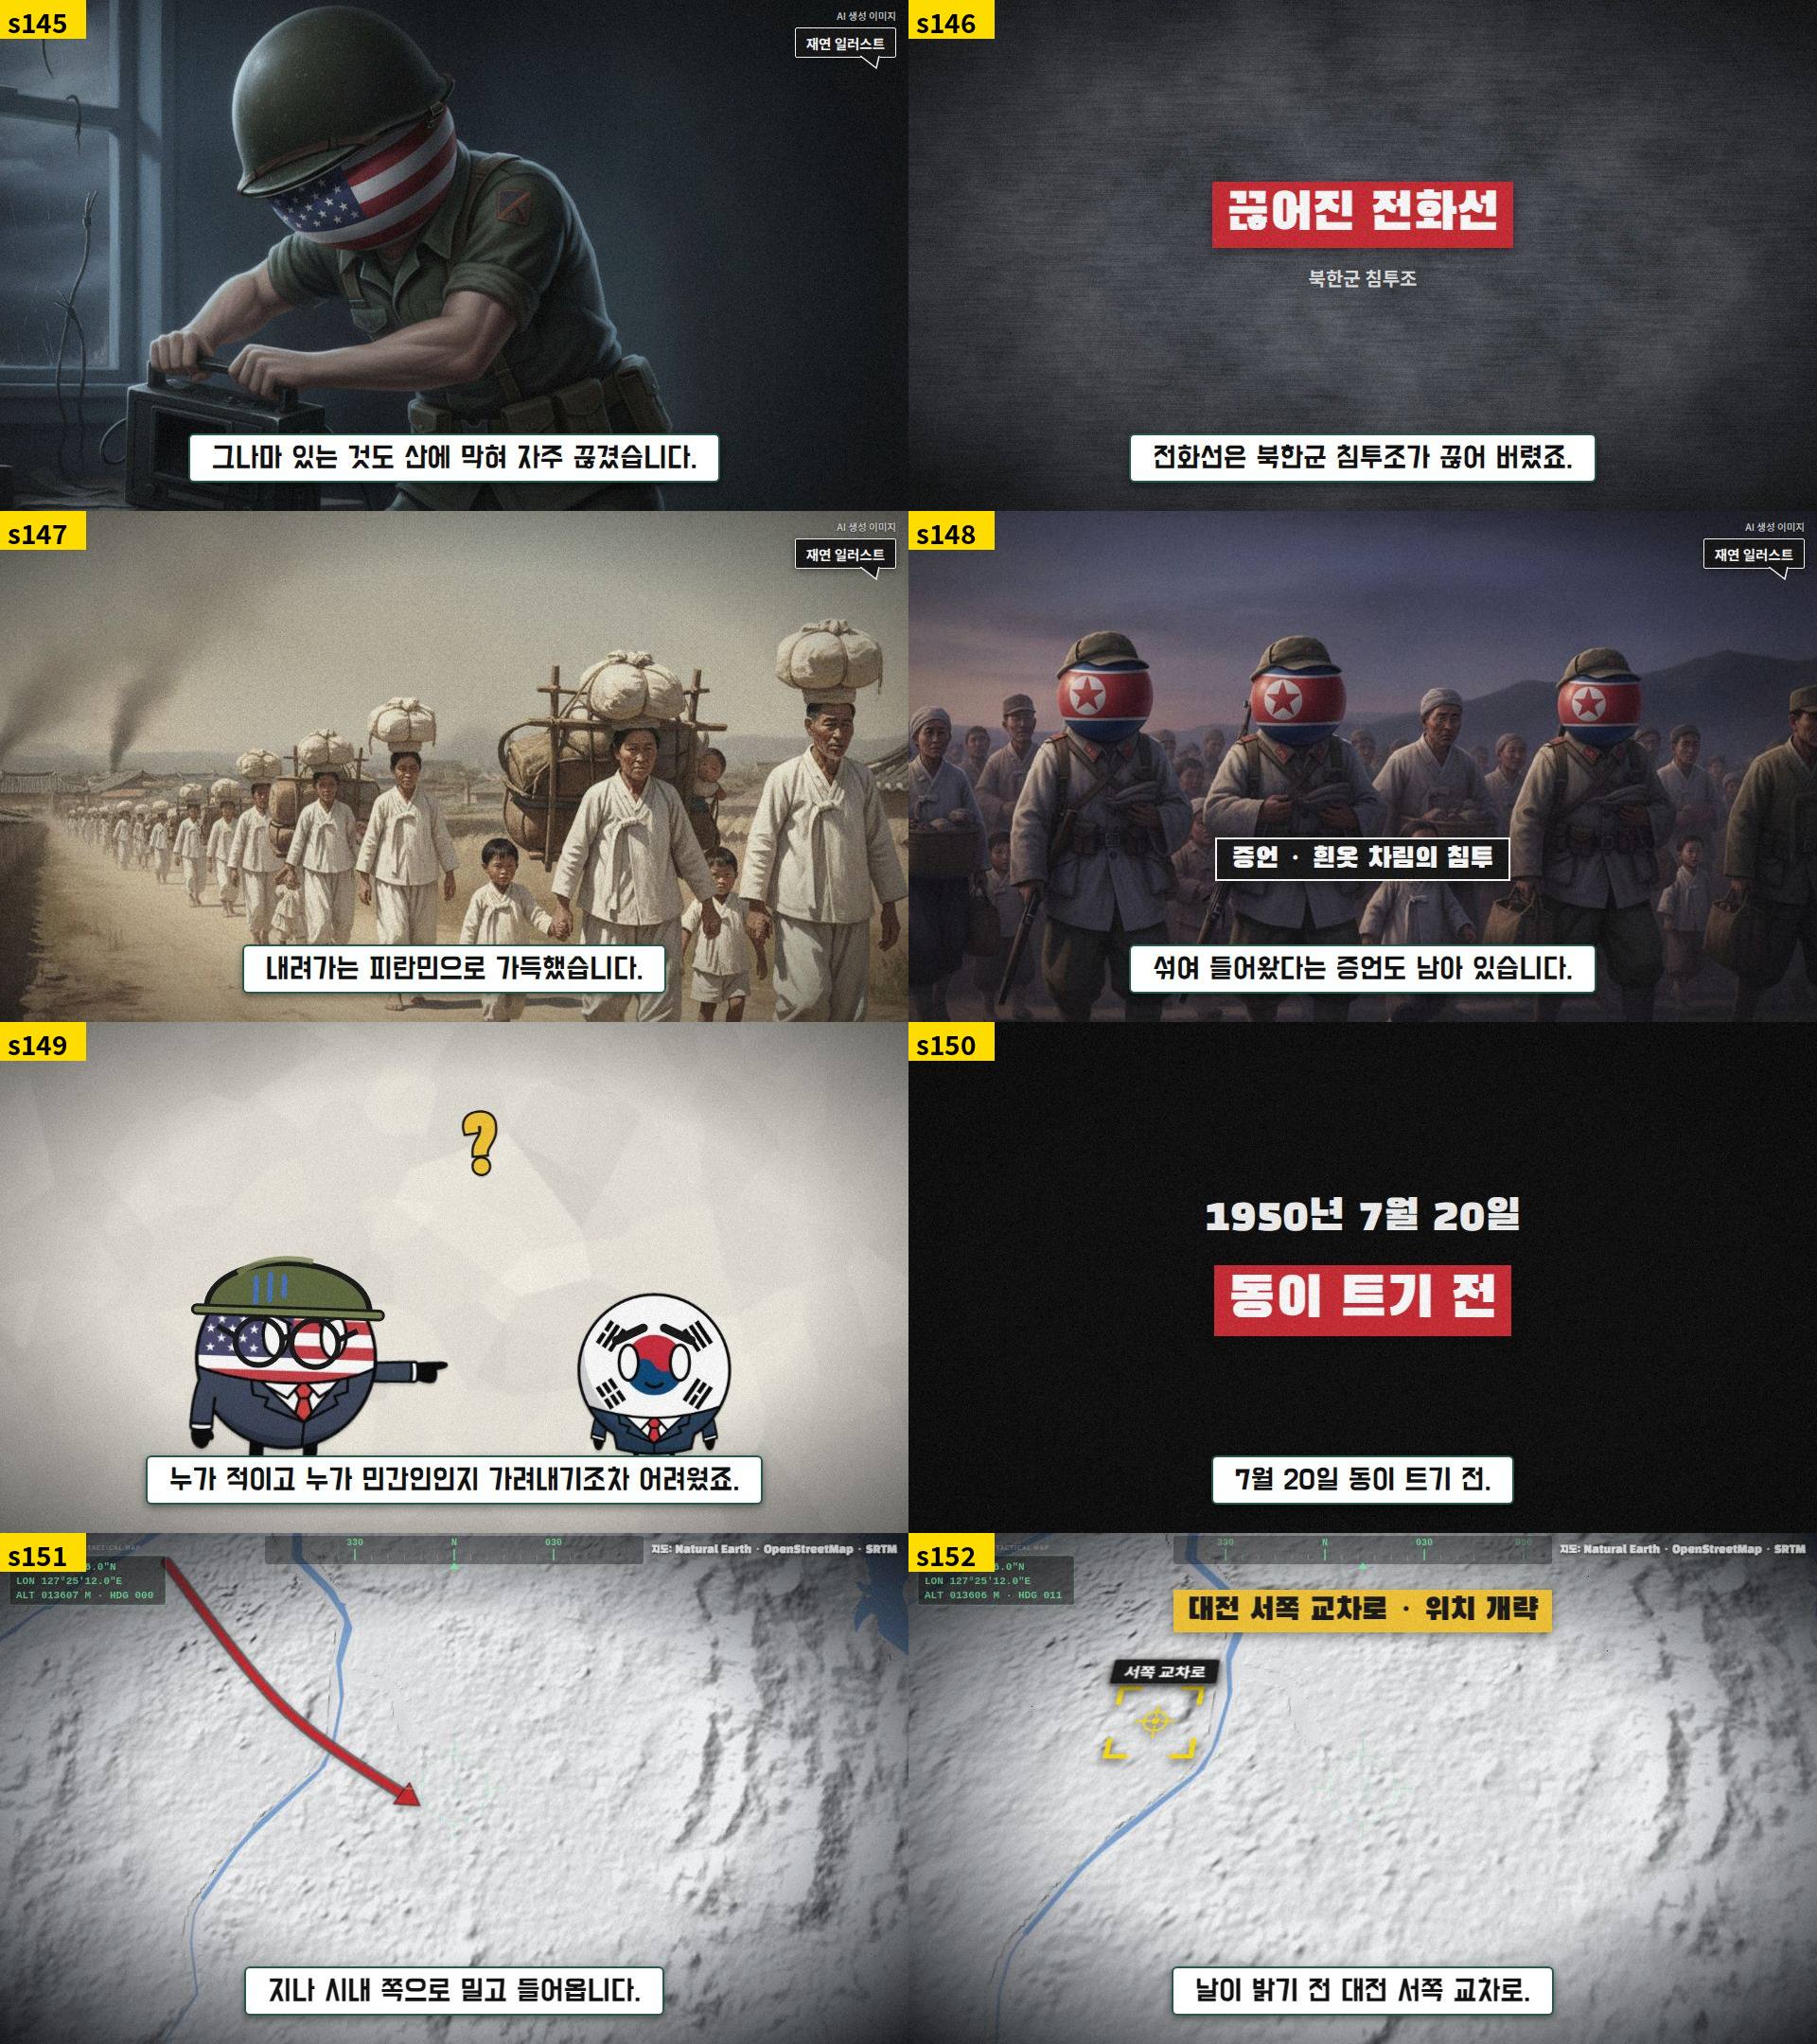 s145
AI 생성 이미지
재연 일러스트
그나마 있는 것도 산에 막혀 자주 끊겼습니다.
s146
끊어진 전화선
북한군 침투조
전화선은 북한군 침투조가 끊어 버렸죠.
s147
AI 생성 이미지
재연 일러스트
내려가는 피란민으로 가득했습니다.
s148
AI 생성 이미지
재연 일러스트
증언 · 흰옷 차림의 침투
섞여 들어왔다는 증언도 남아 있습니다.
s149
?
누가 적이고 누가 민간인인지 가려내기조차 어려웠죠.
s150
1950년 7월 20일
동이 트기 전
7월 20일 동이 트기 전.
s151
TACTICAL MAP
6.0"N
LON 127°25'12.0"E
ALT 013607 M · HDG 000
330 N 030
지도: Natural Earth · OpenStreetMap · SRTM
지나 시내 쪽으로 밀고 들어옵니다.
s152
TACTICAL MAP
6.0"N
LON 127°25'12.0"E
ALT 013606 M · HDG 011
330 N 030 060
지도: Natural Earth · OpenStreetMap · SRTM
대전 서쪽 교차로 · 위치 개략
서쪽 교차로
날이 밝기 전 대전 서쪽 교차로.